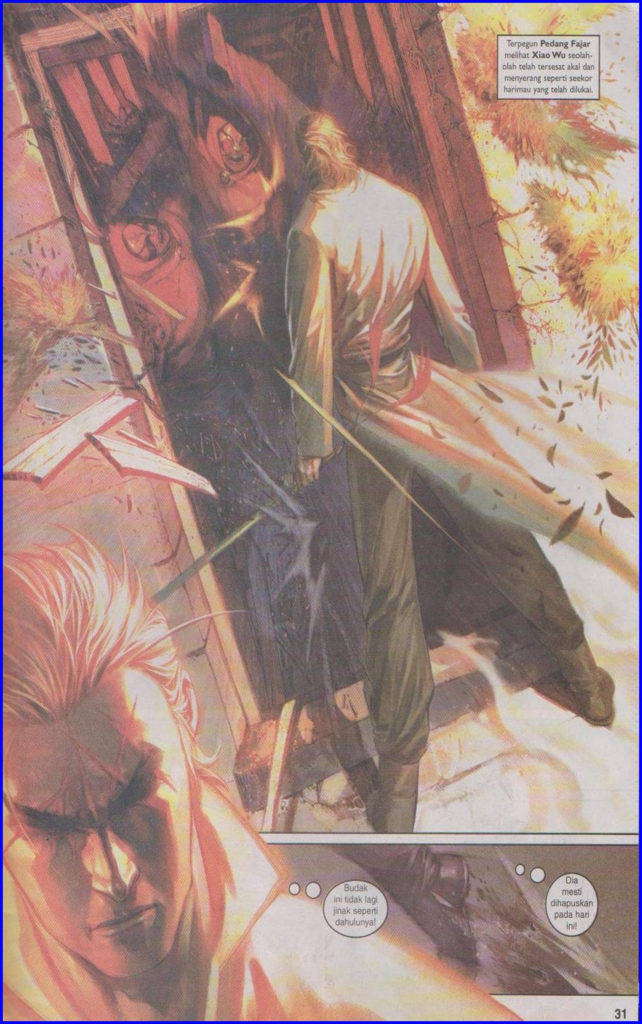 Terpegun Pedang Fajar
melihat Xiao Wu seolah-
olah telah tersesat akal dan
menyerang seperti seekor
harimau yang telah dilukai.
Budak
ini tidak lagi
jinak seperti
dahulunya!
Dia
mesti
dihapuskan
pada hari
ini!
31